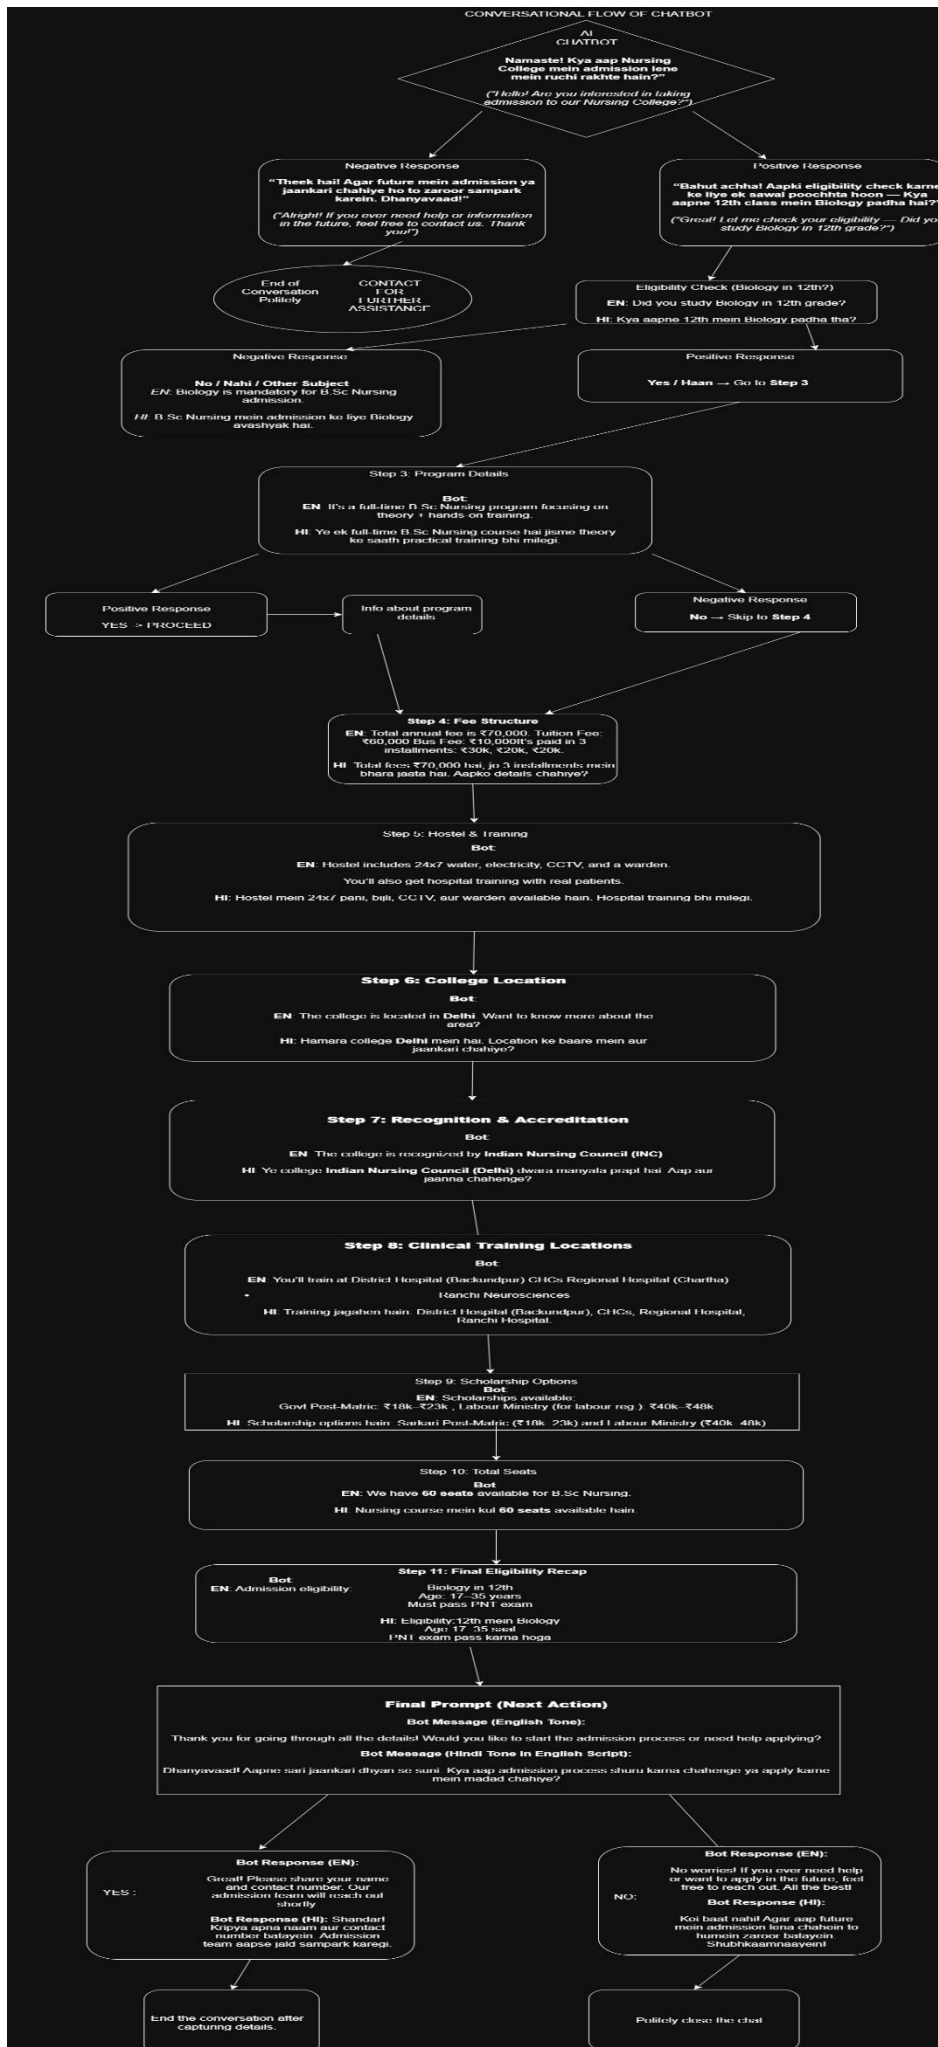 CONVERSATIONAL FLOW OF CHATBOT
AI
CHATBOT
Namaste! Kya aap Nursing
College mein admission lene
mein ruchi rakhte hain?"
("Hello! Are you interested in taking
admission to our Nursing College?")
Negative Response
"Theek hai! Agar future mein admission ya
jaankari chahiye ho to zaroor sampark
karein. Dhanyavaad!"
("Alright! If you ever need help or information
in the future, feel free to contact us. Thank
you!")
Positive Response
"Bahut achha! Aapki eligibility check karne
ke liye ek sawal poochhta hoon — Kya
aapne 12th class mein Biology padha hai?"
("Great! Let me check your eligibility — Did you
study Biology in 12th grade?")
End of
Conversation
Politely
CONTACT
FOR
FURTHER
ASSISTANCE
Eligibility Check (Biology in 12th?)
EN: Did you study Biology in 12th grade?
HI: Kya aapne 12th mein Biology padha tha?
Negative Response
No / Nahi / Other Subject
EN: Biology is mandatory for B.Sc Nursing
admission.
HI: B.Sc Nursing mein admission ke liye Biology
avashyak hai.
Positive Response
Yes / Haan → Go to Step 3
Step 3: Program Details
Bot:
EN: It's a full-time B.Sc Nursing program focusing on
theory + hands-on training.
HI: Ye ek full-time B.Sc Nursing course hai jisme theory
ke saath practical training bhi milegi.
Positive Response
YES -> PROCEED
Info about program
details
Negative Response
No → Skip to Step 4
Step 4: Fee Structure
EN: Total annual fee is ₹70,000. Tuition Fee:
₹60,000 Bus Fee: ₹10,000It's paid in 3
installments: ₹30k, ₹20k, ₹20k.
HI: Total fees ₹70,000 hai, jo 3 installments mein
bhara jaata hai. Aapko details chahiye?
Step 5: Hostel & Training
Bot:
EN: Hostel includes 24x7 water, electricity, CCTV, and a warden.
You'll also get hospital training with real patients.
HI: Hostel mein 24x7 pani, bijli, CCTV, aur warden available hain. Hospital training bhi milegi.
Step 6: College Location
Bot:
EN: The college is located in Delhi. Want to know more about the
area?
HI: Hamara college Delhi mein hai. Location ke baare mein aur
jaankari chahiye?
Step 7: Recognition & Accreditation
Bot:
EN: The college is recognized by Indian Nursing Council (INC)
HI: Ye college Indian Nursing Council (Delhi) dwara manyata prapt hai. Aap aur
jaanna chahenge?
Step 8: Clinical Training Locations
Bot:
EN: You'll train at District Hospital (Backundpur) CHCs Regional Hospital (Chartha)
• Ranchi Neurosciences
HI: Training jagahen hain: District Hospital (Backundpur), CHCs, Regional Hospital,
Ranchi Hospital.
Step 9: Scholarship Options
Bot:
EN: Scholarships available:
Govt Post-Matric: ₹18k–₹23k , Labour Ministry (for labour reg.): ₹40k–₹48k
HI: Scholarship options hain: Sarkari Post-Matric (₹18k–23k) and Labour Ministry (₹40k–48k)
Step 10: Total Seats
Bot
EN: We have 60 seats available for B.Sc Nursing.
HI: Nursing course mein kul 60 seats available hain.
Step 11: Final Eligibility Recap
Bot
EN: Admission eligibility:
Biology in 12th
Age: 17–35 years
Must pass PNT exam
HI: Eligibility:12th mein Biology
Age 17–35 saal
PNT exam pass karna hoga
Final Prompt (Next Action)
Bot Message (English Tone):
Thank you for going through all the details! Would you like to start the admission process or need help applying?
Bot Message (Hindi Tone in English Script):
Dhanyavaad! Aapne sari jaankari dhyan se suni. Kya aap admission process shuru karna chahenge ya apply karne
mein madad chahiye?
YES :
Bot Response (EN):
Great! Please share your name
and contact number. Our
admission team will reach out
shortly.
Bot Response (HI): Shandar!
Kripya apna naam aur contact
number batayein. Admission
team aapse jald sampark karegi.
NO:
Bot Response (EN):
No worries! If you ever need help
or want to apply in the future, feel
free to reach out. All the best!
Bot Response (HI):
Koi baat nahi! Agar aap future
mein admission lena chahein to
humein zaroor batayein.
Shubhkaamnaayein!
End the conversation after
capturing details.
Politely close the chat